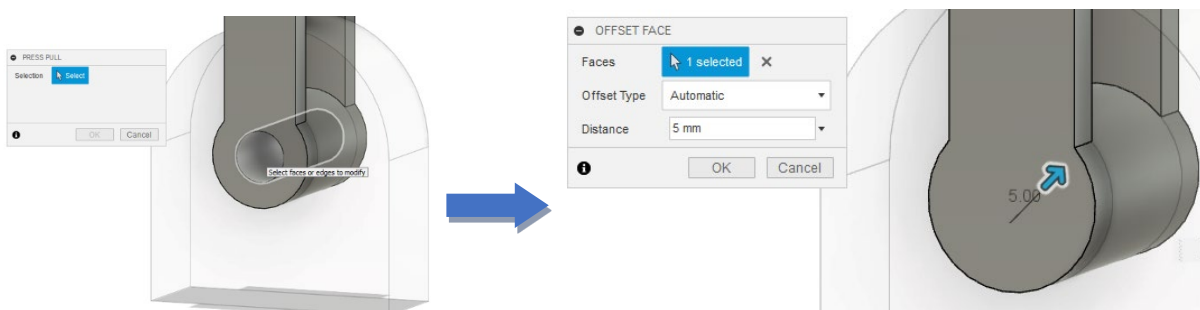 PRESS PULL
Selection Select
OK Cancel
Select faces or edges to modify
OFFSET FACE
Faces 1 selected
Offset Type Automatic
Distance 5 mm
OK Cancel
5.00